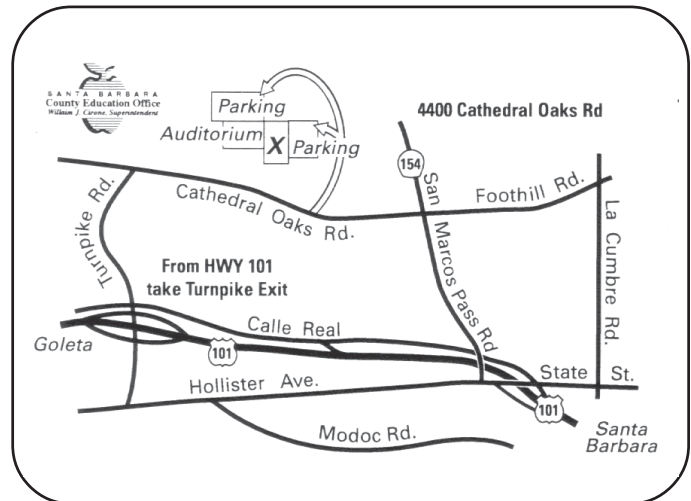 SANTA BARBARA
County Education Office
William J. Cirone, Superintendent
Parking
Auditorium
X
Parking
4400 Cathedral Oaks Rd
154
San Marcos Pass Rd
Foothill Rd.
La Cumbre Rd.
Turnpike Rd.
Cathedral Oaks Rd.
From HWY 101
take Turnpike Exit
Calle Real
Goleta
101
Hollister Ave.
State St.
101
Modoc Rd.
Santa
Barbara